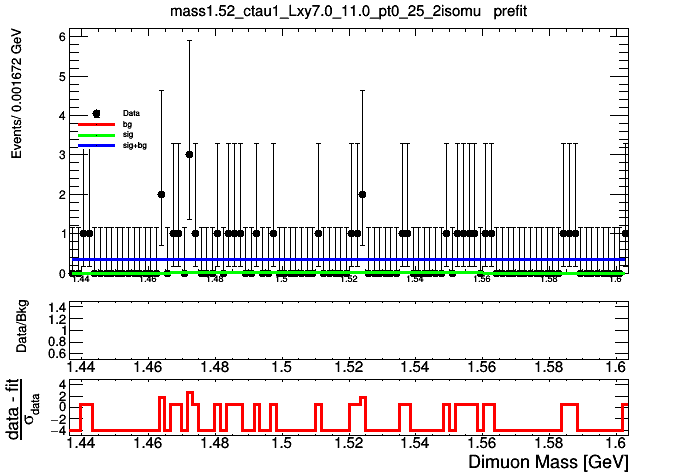 mass1.52_ctau1_Lxy7.0_11.0_pt0_25_2isomu prefit
Events/ 0.001672 GeV
6
5
4
3
2
1
0
Data
bg
sig
sig+bg
1.44 1.46 1.48 1.5 1.52 1.54 1.56 1.58 1.6
Data/Bkg
1.4
1.2
1
0.8
0.6
1.44 1.46 1.48 1.5 1.52 1.54 1.56 1.58 1.6
data - fit
σdata
4
2
0
−2
−4
1.44 1.46 1.48 1.5 1.52 1.54 1.56 1.58 1.6
Dimuon Mass [GeV]